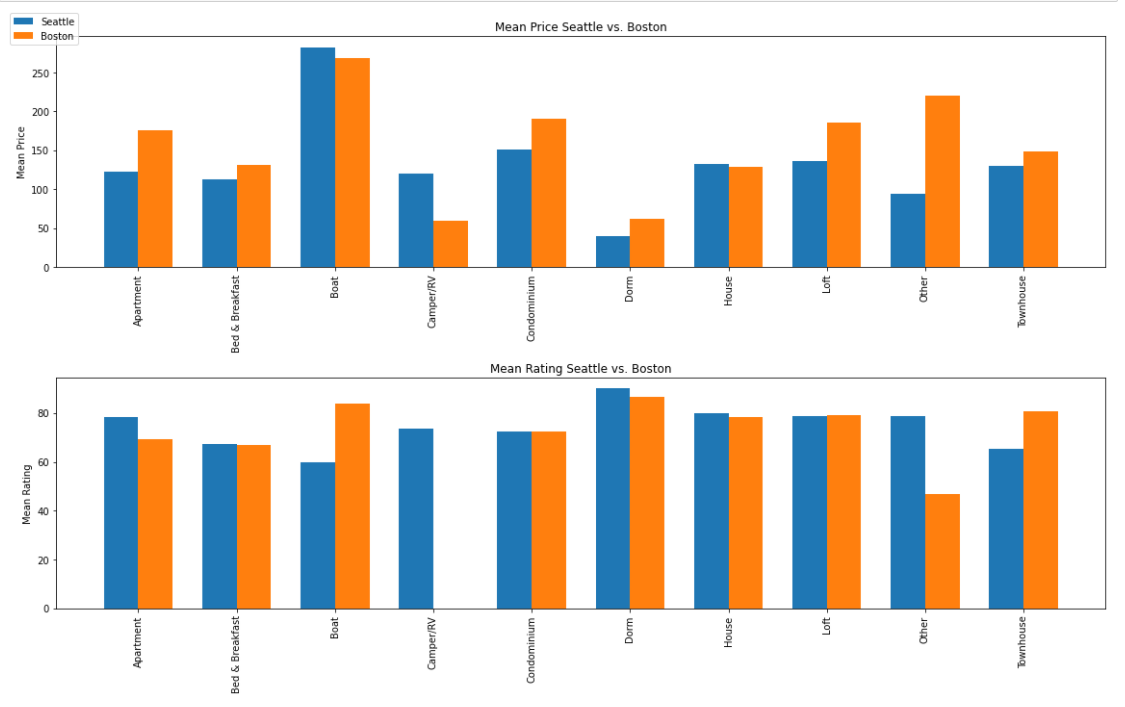 Seattle
Boston
Mean Price Seattle vs. Boston
Mean Price
250
200
150
100
50
0
Apartment
Bed & Breakfast
Boat
Camper/RV
Condominium
Dorm
House
Loft
Other
Townhouse
Mean Rating Seattle vs. Boston
Mean Rating
80
60
40
20
0
Apartment
Bed & Breakfast
Boat
Camper/RV
Condominium
Dorm
House
Loft
Other
Townhouse